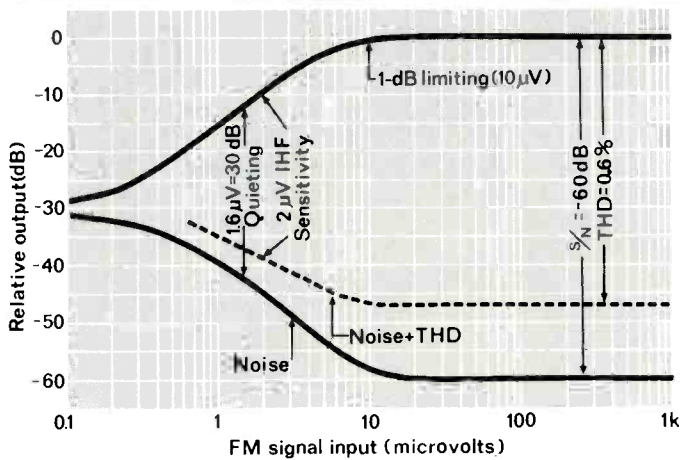 0
-10
-20
-30
-40
-50
-60
Relative output(dB)
1-dB limiting(10µV)
1.6µV=30 dB
Quieting
2 µV IHF
Sensitivity
S/N=-60dB
THD=0.6%
Noise+THD
Noise
0.1
1
10
100
1k
FM signal input (microvolts)